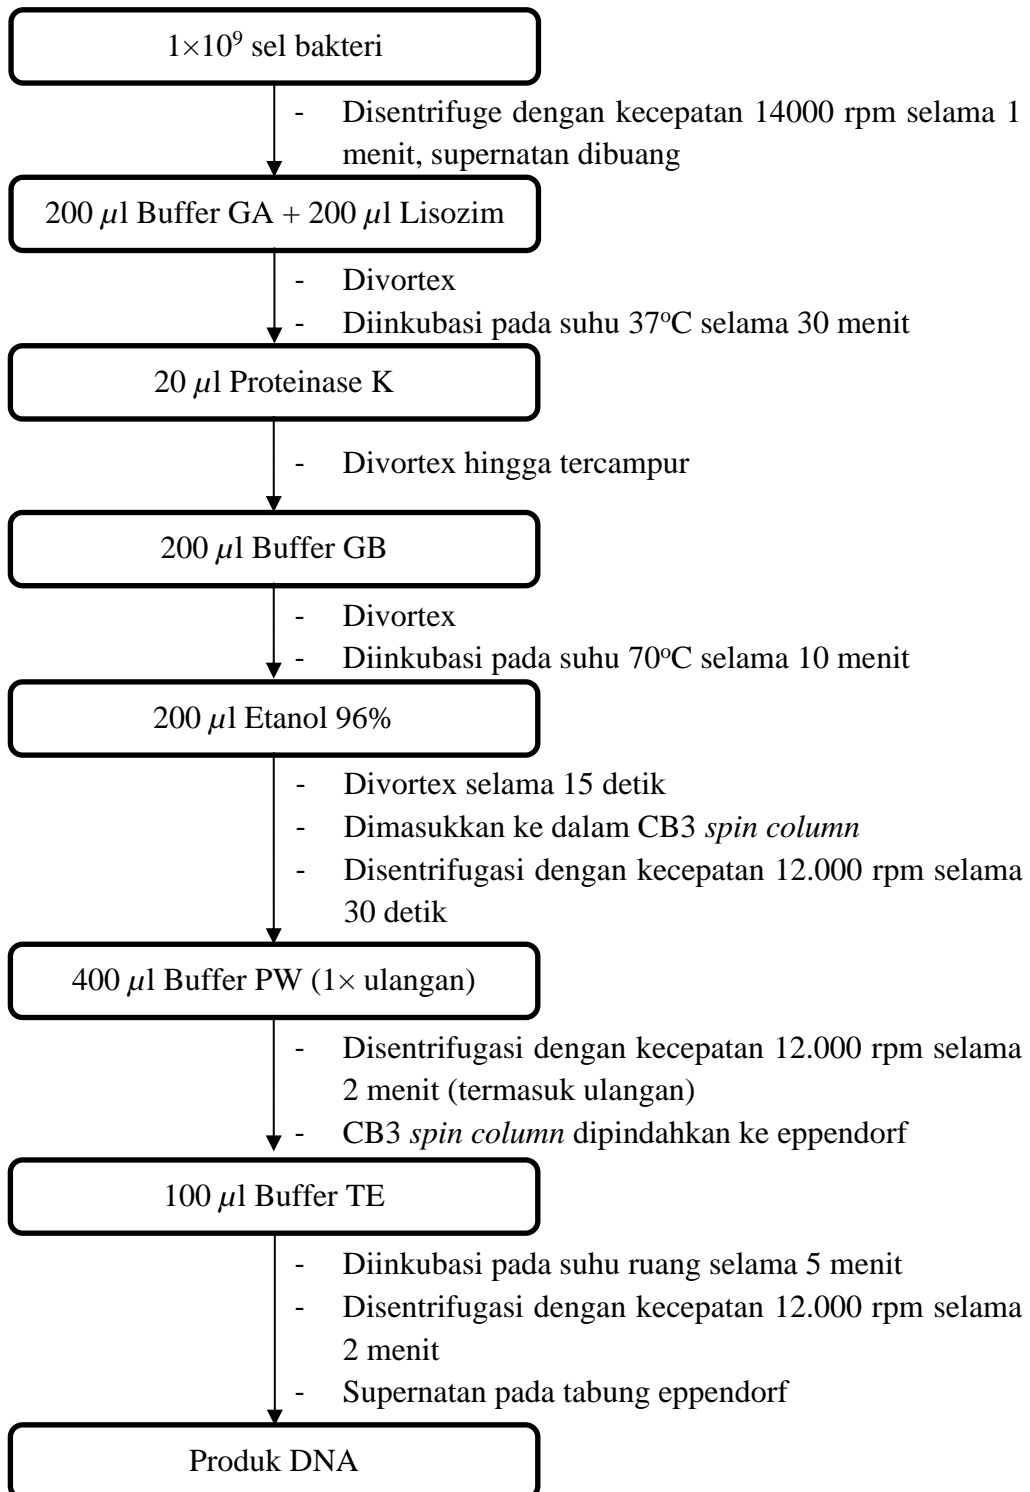 1×10⁹ sel bakteri
- Disentrifuge dengan kecepatan 14000 rpm selama 1
menit, supernatan dibuang
200 µl Buffer GA + 200 µl Lisozim
- Divortex
- Diinkubasi pada suhu 37°C selama 30 menit
20 µl Proteinase K
- Divortex hingga tercampur
200 µl Buffer GB
- Divortex
- Diinkubasi pada suhu 70°C selama 10 menit
200 µl Etanol 96%
- Divortex selama 15 detik
- Dimasukkan ke dalam CB3 spin column
- Disentrifugasi dengan kecepatan 12.000 rpm selama
30 detik
400 µl Buffer PW (1× ulangan)
- Disentrifugasi dengan kecepatan 12.000 rpm selama
2 menit (termasuk ulangan)
- CB3 spin column dipindahkan ke eppendorf
100 µl Buffer TE
- Diinkubasi pada suhu ruang selama 5 menit
- Disentrifugasi dengan kecepatan 12.000 rpm selama
2 menit
- Supernatan pada tabung eppendorf
Produk DNA